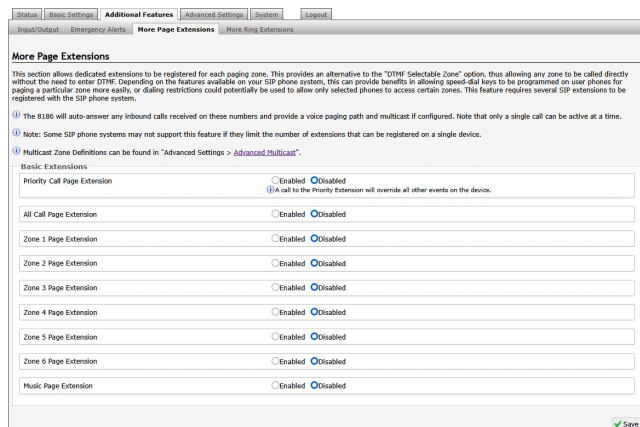 Status Basic Settings Additional Features Advanced Settings System Logout
Input/Output Emergency Alerts More Page Extensions More Ring Extensions
More Page Extensions
This section allows dedicated extensions to be registered for each paging zone. This provides an alternative to the "DTMF Selectable Zone" option, thus allowing any zone to be called directly
without the need to enter DTMF. Depending on the features available on your SIP phone system, this can provide benefits in allowing speed-dial keys to be programmed on user phones for
paging a particular zone more easily, or dialing restrictions could potentially be used to allow only selected phones to access certain zones. This feature requires several SIP extensions to be
registered with the SIP phone system.
The 8186 will auto-answer any inbound calls received on these numbers and provide a voice paging path and multicast if configured. Note that only a single call can be active at a time.
Note: Some SIP phone systems may not support this feature if they limit the number of extensions that can be registered on a single device.
Multicast Zone Definitions can be found in "Advanced Settings > Advanced Multicast".
Basic Extensions
Priority Call Page Extension Enabled Disabled
A call to the Priority Extension will override all other events on the device.
All Call Page Extension Enabled Disabled
Zone 1 Page Extension Enabled Disabled
Zone 2 Page Extension Enabled Disabled
Zone 3 Page Extension Enabled Disabled
Zone 4 Page Extension Enabled Disabled
Zone 5 Page Extension Enabled Disabled
Zone 6 Page Extension Enabled Disabled
Music Page Extension Enabled Disabled
Save